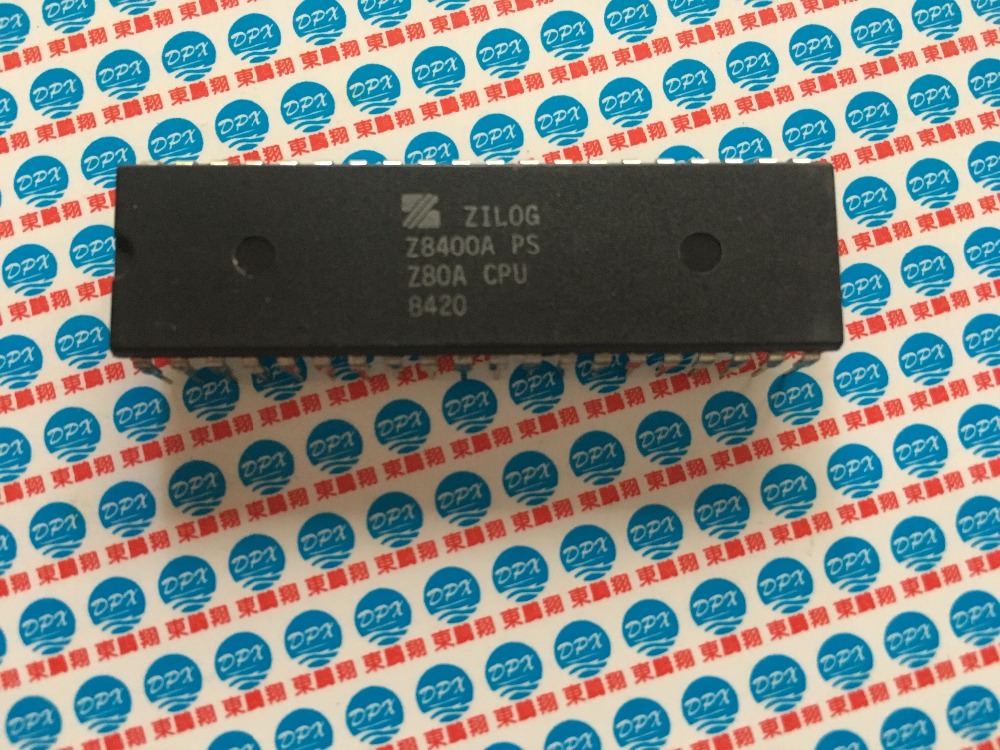 ZILOG
Z8400A PS
Z80A CPU
8420
DPX
東鵬翔